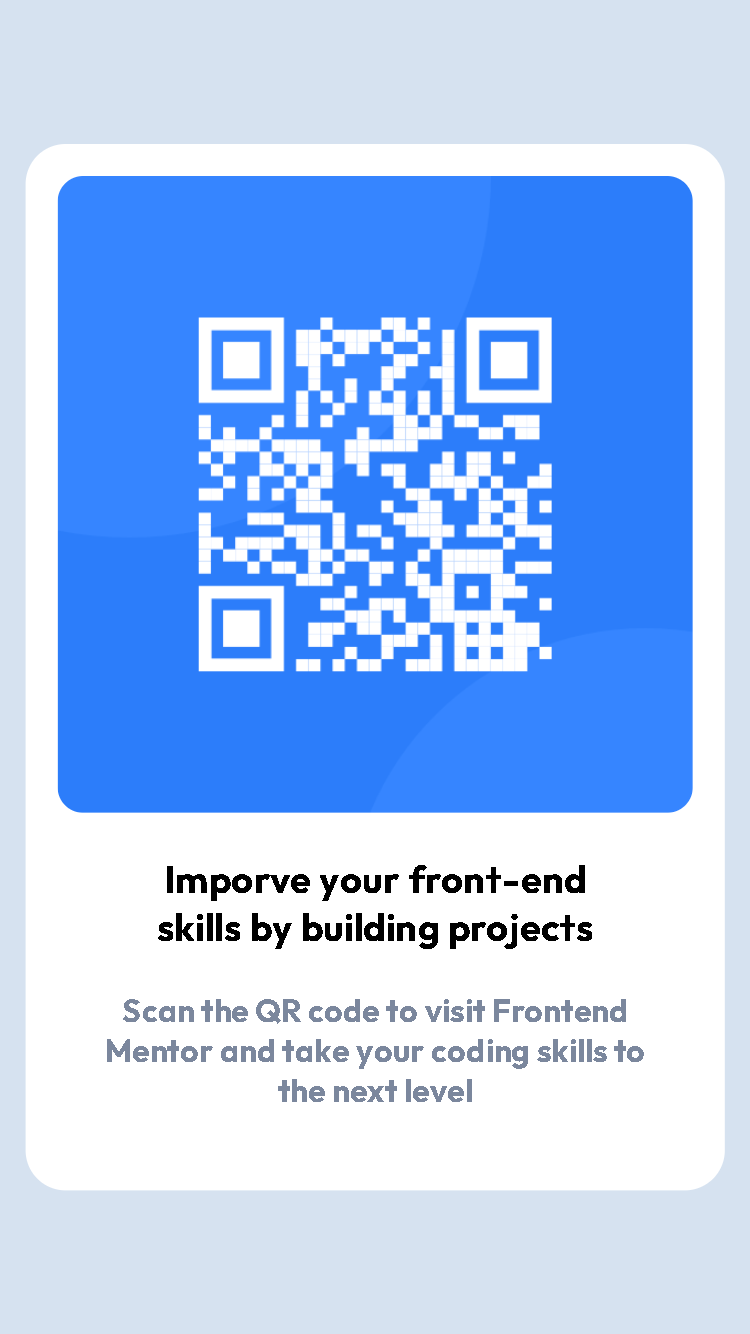 Imporve your front-end
skills by building projects
Scan the QR code to visit Frontend
Mentor and take your coding skills to
the next level